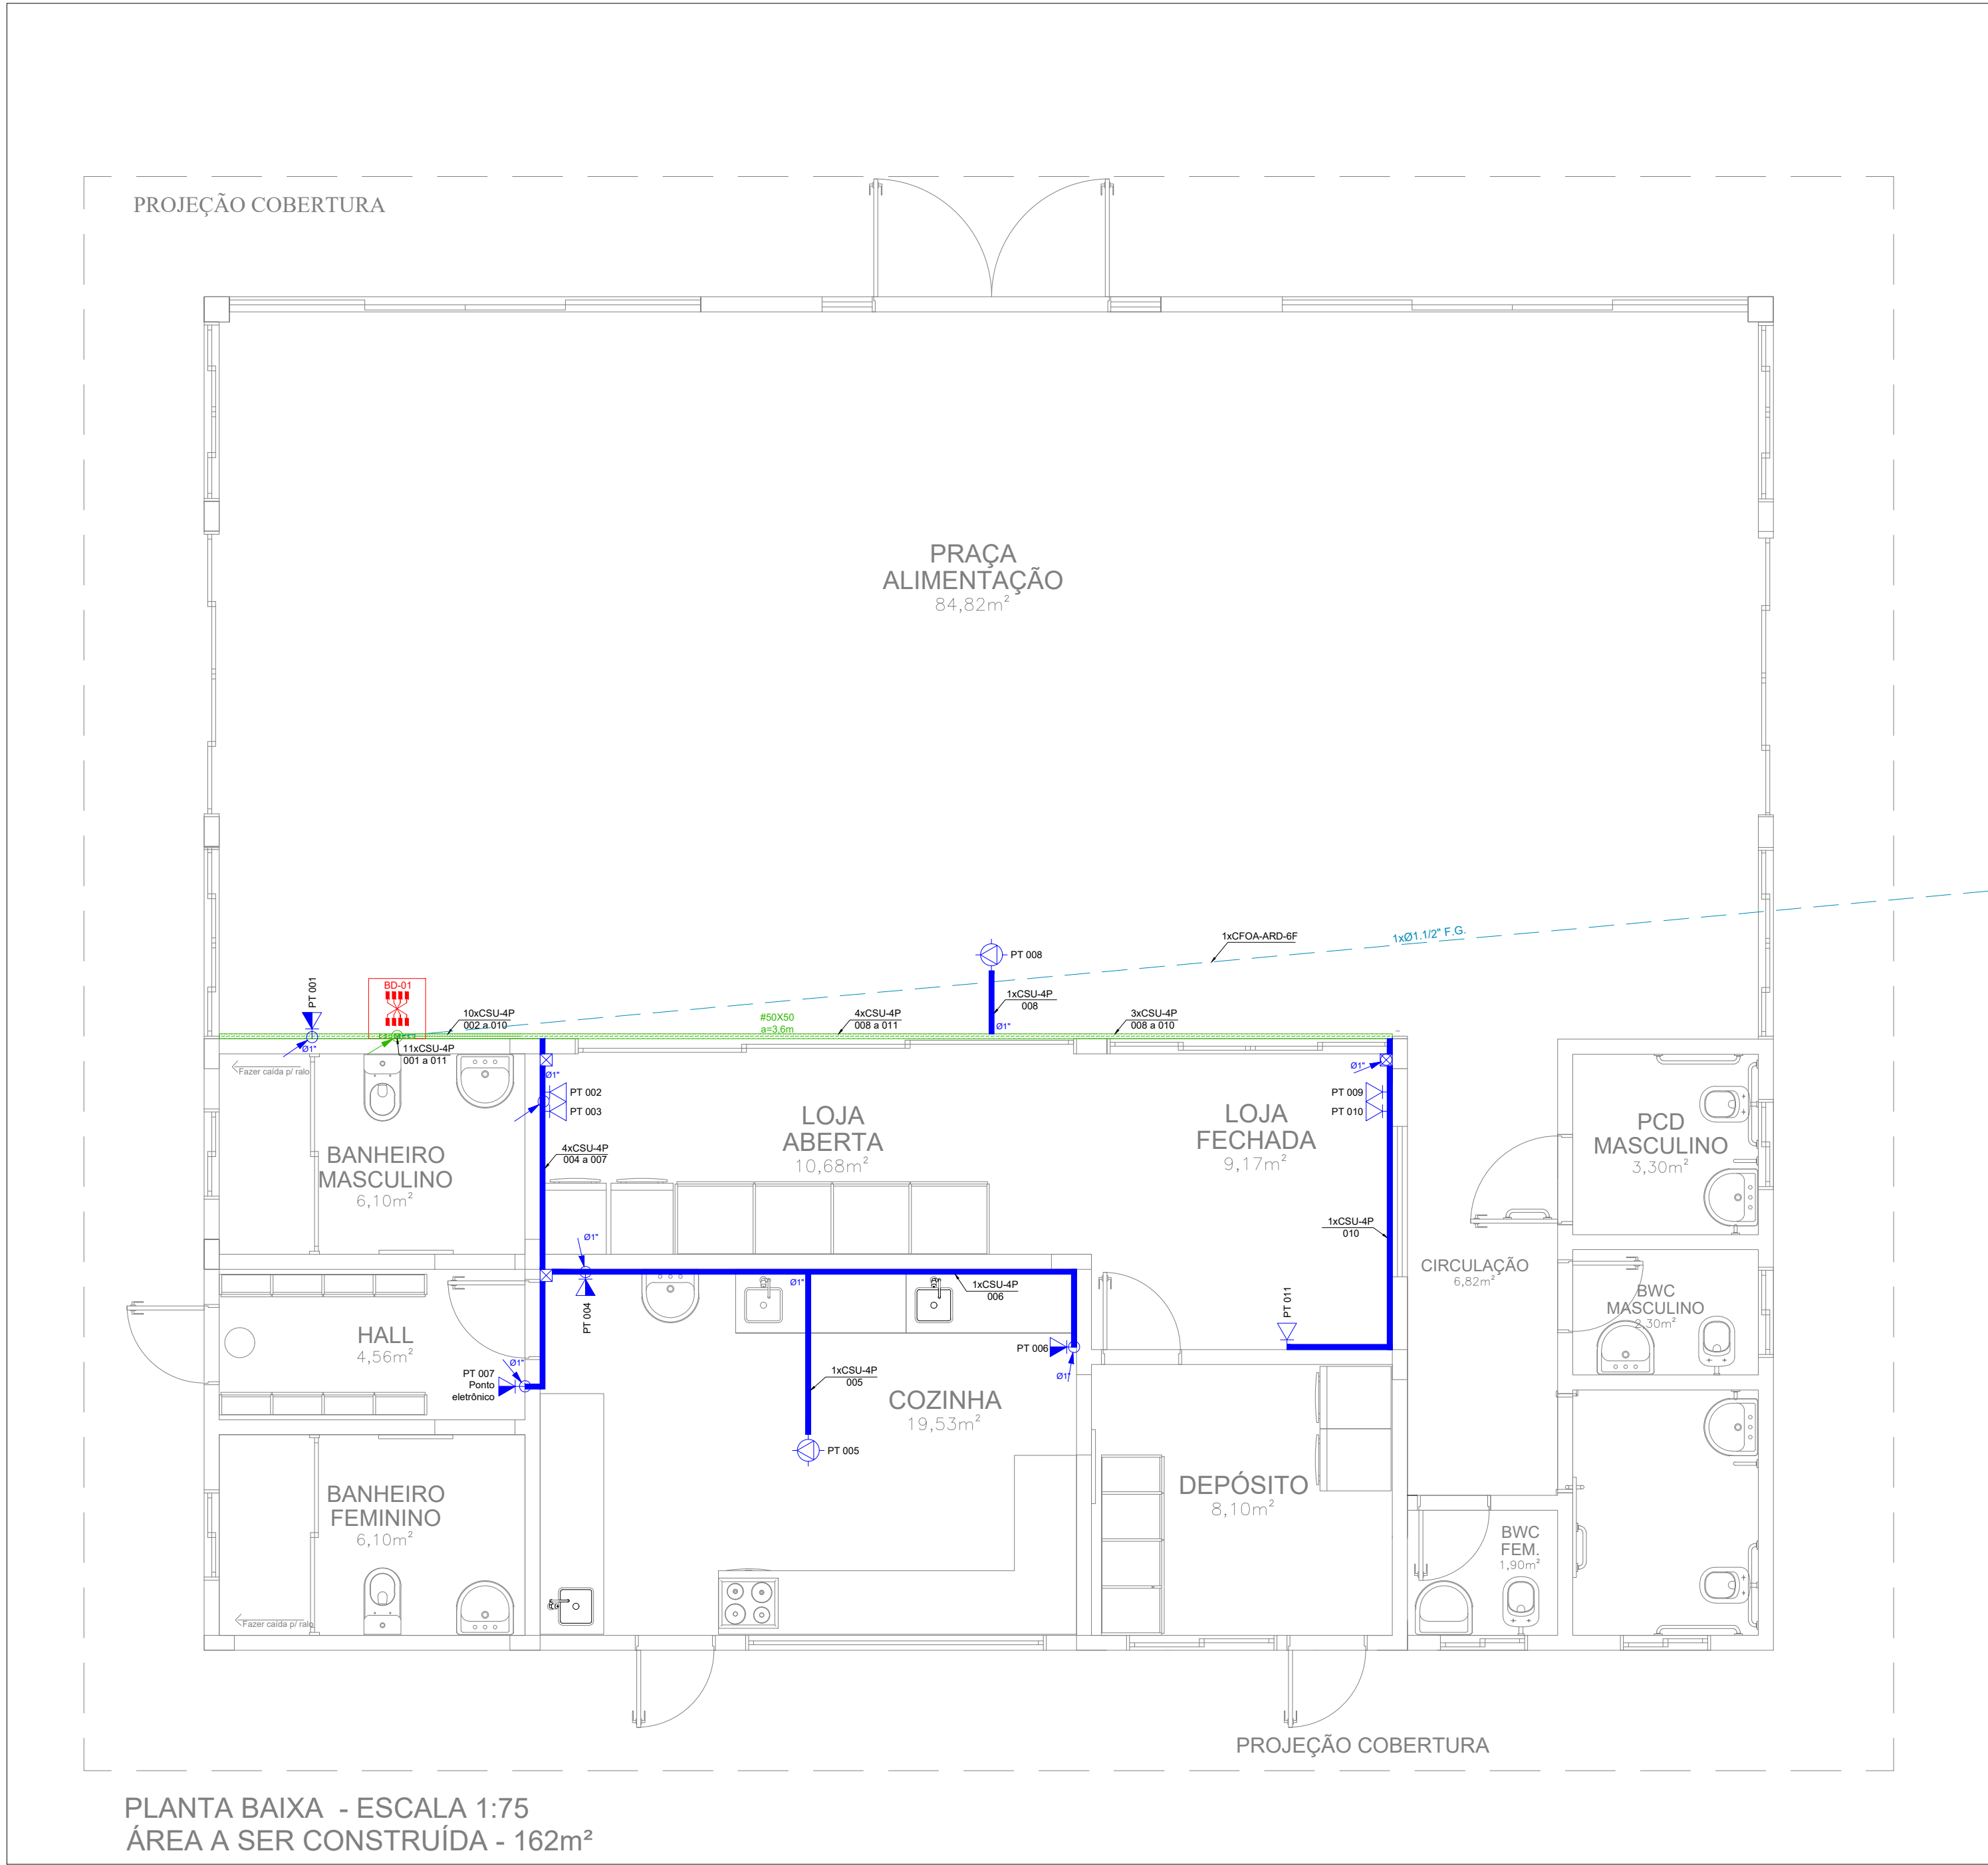 PROJEÇÃO COBERTURA
PRAÇA
ALIMENTAÇÃO
84,82m²
1xCFOA-ARD-6F
1xØ1.1/2" F.G.
PT 008
1xCSU-4P
008
Ø1"
PT 001
Ø1"
BD-01
10xCSU-4P
002 a 010
11xCSU-4P
001 a 011
#50X50
a=3,6m
4xCSU-4P
008 a 011
3xCSU-4P
008 a 010
Fazer caída p/ ralo
Ø1"
PT 002
PT 003
4xCSU-4P
004 a 007
BANHEIRO
MASCULINO
6,10m²
LOJA
ABERTA
10,68m²
LOJA
FECHADA
9,17m²
Ø1"
PT 009
PT 010
1xCSU-4P
010
PCD
MASCULINO
3,30m²
CIRCULAÇÃO
6,82m²
BWC
MASCULINO
2,30m²
Ø1"
PT 004
Ø1"
1xCSU-4P
006
PT 011
HALL
4,56m²
PT 006
Ø1"
PT 007
Ponto
eletrônico
Ø1"
1xCSU-4P
005
COZINHA
19,53m²
PT 005
DEPÓSITO
8,10m²
BANHEIRO
FEMININO
6,10m²
BWC
FEM.
1,90m²
Fazer caída p/ ralo
PROJEÇÃO COBERTURA
PLANTA BAIXA - ESCALA 1:75
ÁREA A SER CONSTRUÍDA - 162m²